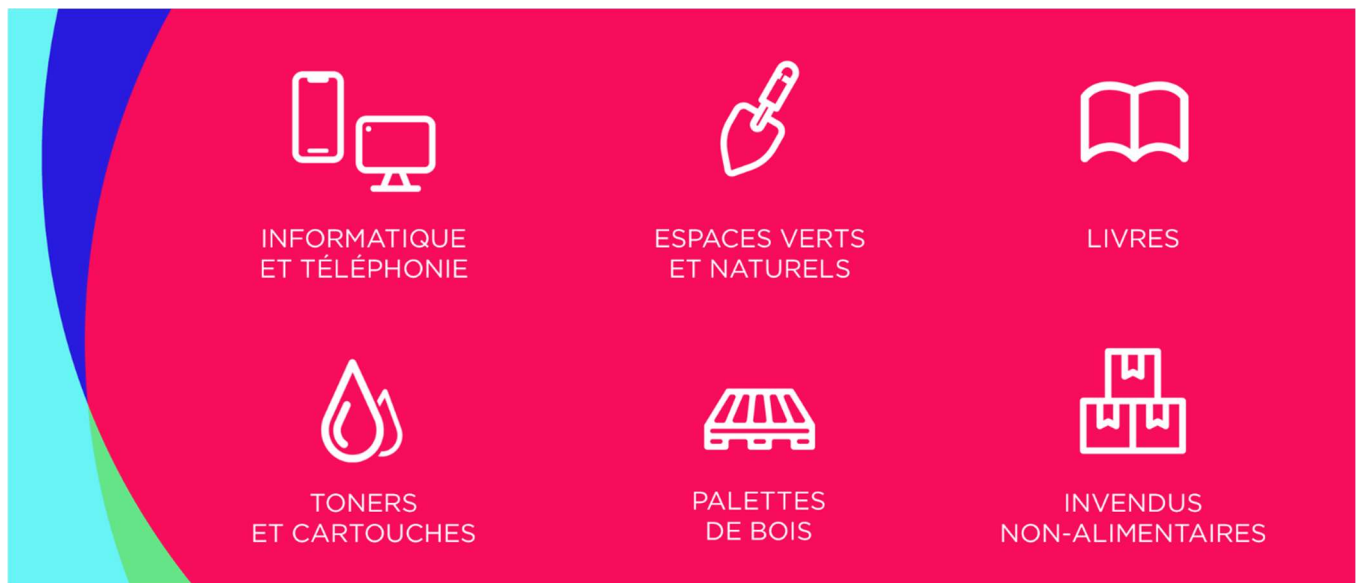 INFORMATIQUE
ET TÉLÉPHONIE
ESPACES VERTS
ET NATURELS
LIVRES
TONERS
ET CARTOUCHES
PALETTES
DE BOIS
INVENDUS
NON-ALIMENTAIRES